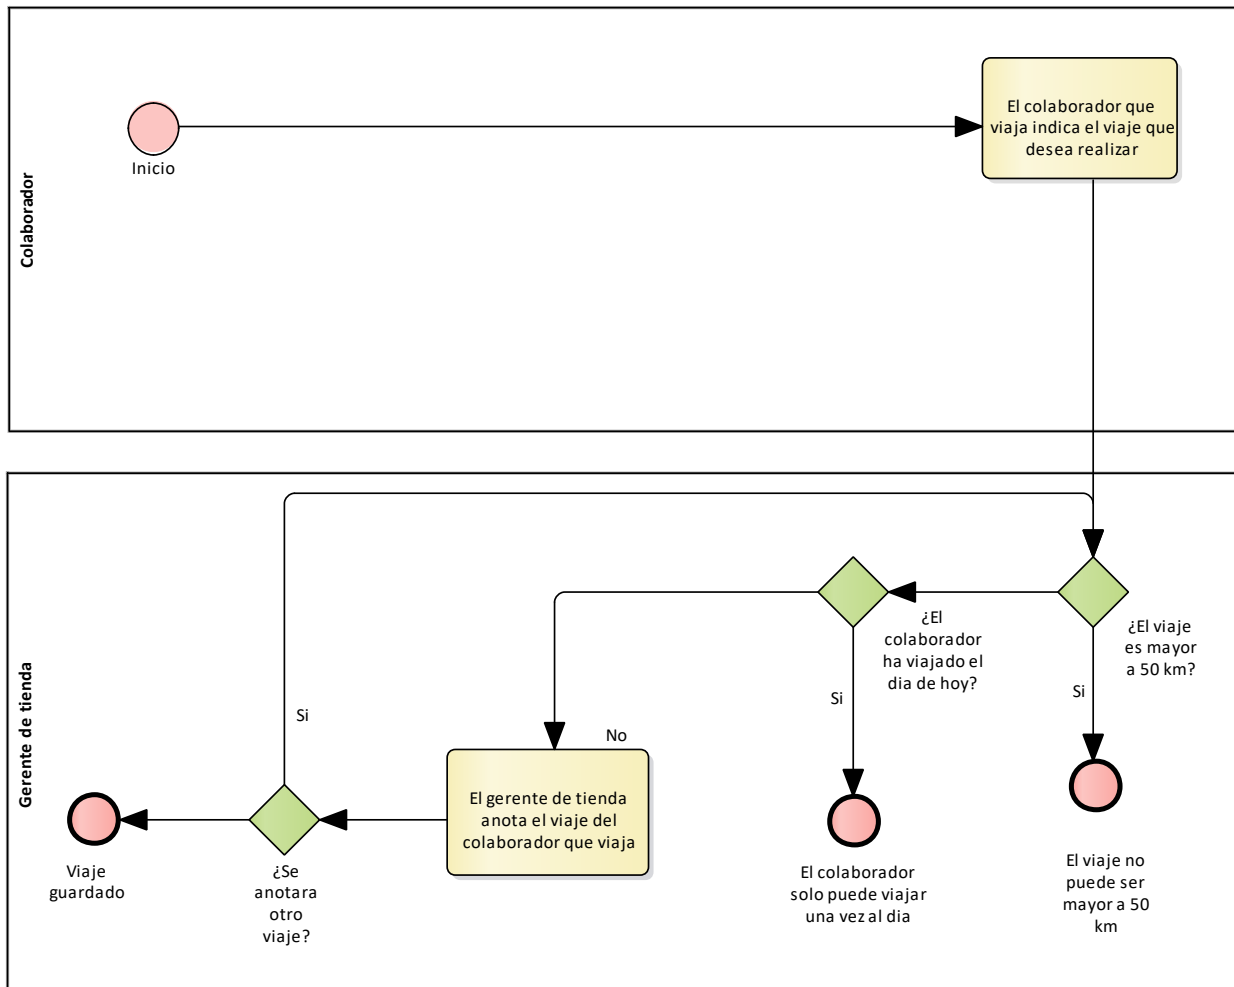 Colaborador
Inicio
El colaborador que
viaja indica el viaje que
desea realizar
Gerente de tienda
¿El
colaborador
ha viajado el
dia de hoy?
¿El viaje
es mayor
a 50 km?
Si
Si
Si
No
El gerente de tienda
anota el viaje del
colaborador que viaja
Viaje
guardado
¿Se
anotara
otro
viaje?
El colaborador
solo puede viajar
una vez al dia
El viaje no
puede ser
mayor a 50
km